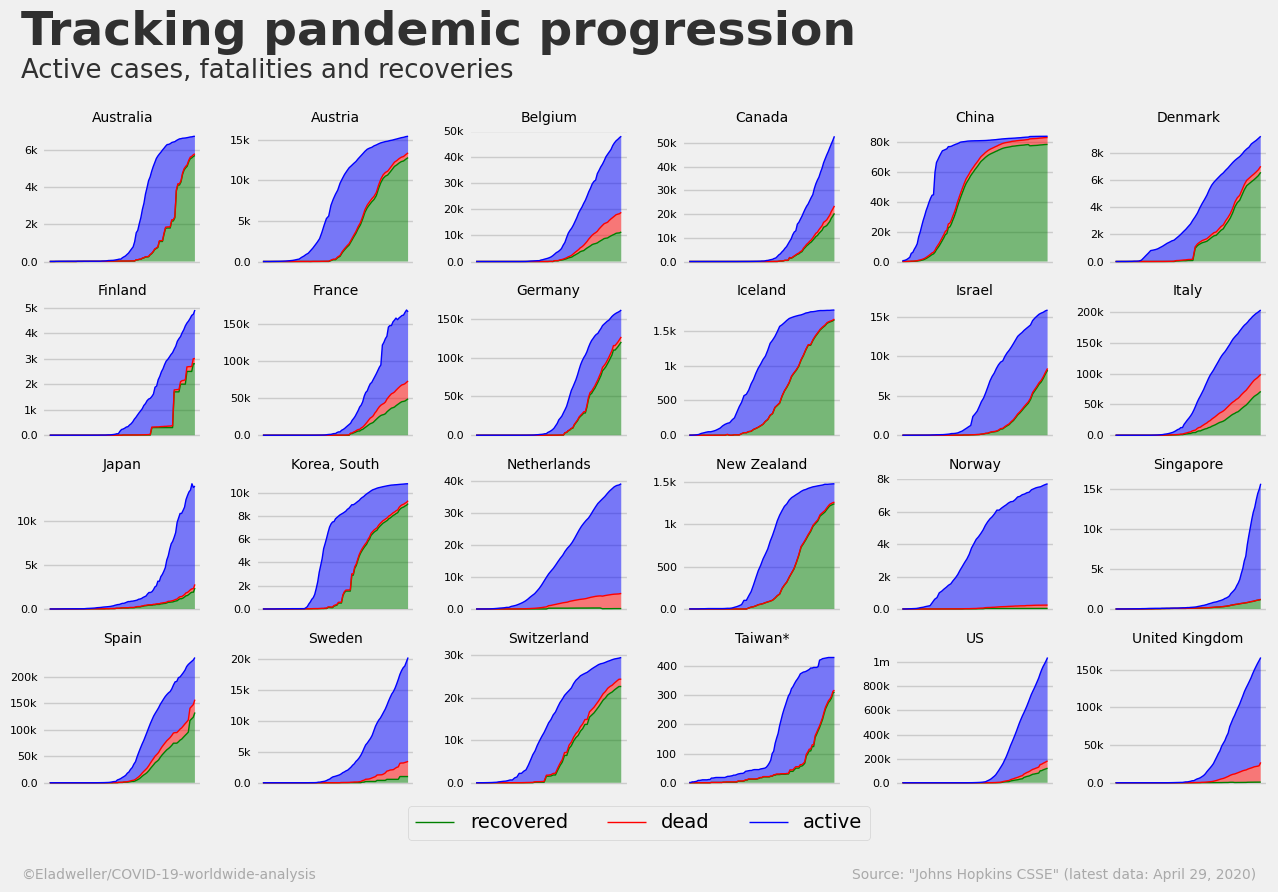 Tracking pandemic progression
Active cases, fatalities and recoveries
Australia
6k
4k
2k
0.0
Austria
15k
10k
5k
0.0
Belgium
50k
40k
30k
20k
10k
0.0
Canada
50k
40k
30k
20k
10k
0.0
China
80k
60k
40k
20k
0.0
Denmark
8k
6k
4k
2k
0.0
Finland
5k
4k
3k
2k
1k
0.0
France
150k
100k
50k
0.0
Germany
150k
100k
50k
0.0
Iceland
1.5k
1k
500
0.0
Israel
15k
10k
5k
0.0
Italy
200k
150k
100k
50k
0.0
Japan
10k
5k
0.0
Korea, South
10k
8k
6k
4k
2k
0.0
Netherlands
40k
30k
20k
10k
0.0
New Zealand
1.5k
1k
500
0.0
Norway
8k
6k
4k
2k
0.0
Singapore
15k
10k
5k
0.0
Spain
200k
150k
100k
50k
0.0
Sweden
20k
15k
10k
5k
0.0
Switzerland
30k
20k
10k
0.0
Taiwan*
400
300
200
100
0.0
US
1m
800k
600k
400k
200k
0.0
United Kingdom
150k
100k
50k
0.0
recovered dead active
©Eladweller/COVID-19-worldwide-analysis
Source: "Johns Hopkins CSSE" (latest data: April 29, 2020)